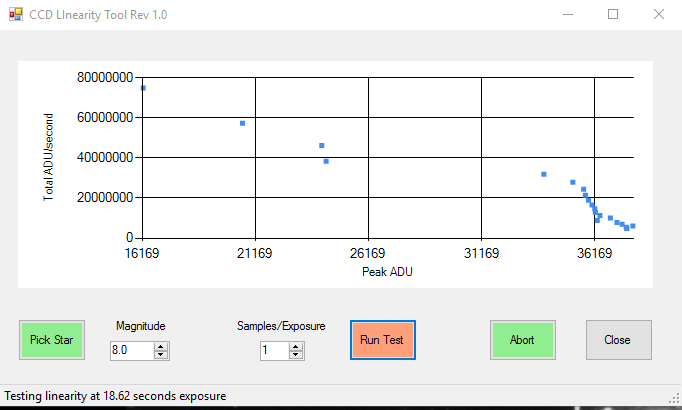 CCD LInearity Tool Rev 1.0
80000000
60000000
40000000
20000000
0
Total ADU/second
16169 21169 26169 31169 36169
Peak ADU
Pick Star
Magnitude
8.0
Samples/Exposure
1
Run Test
Abort
Close
Testing linearity at 18.62 seconds exposure